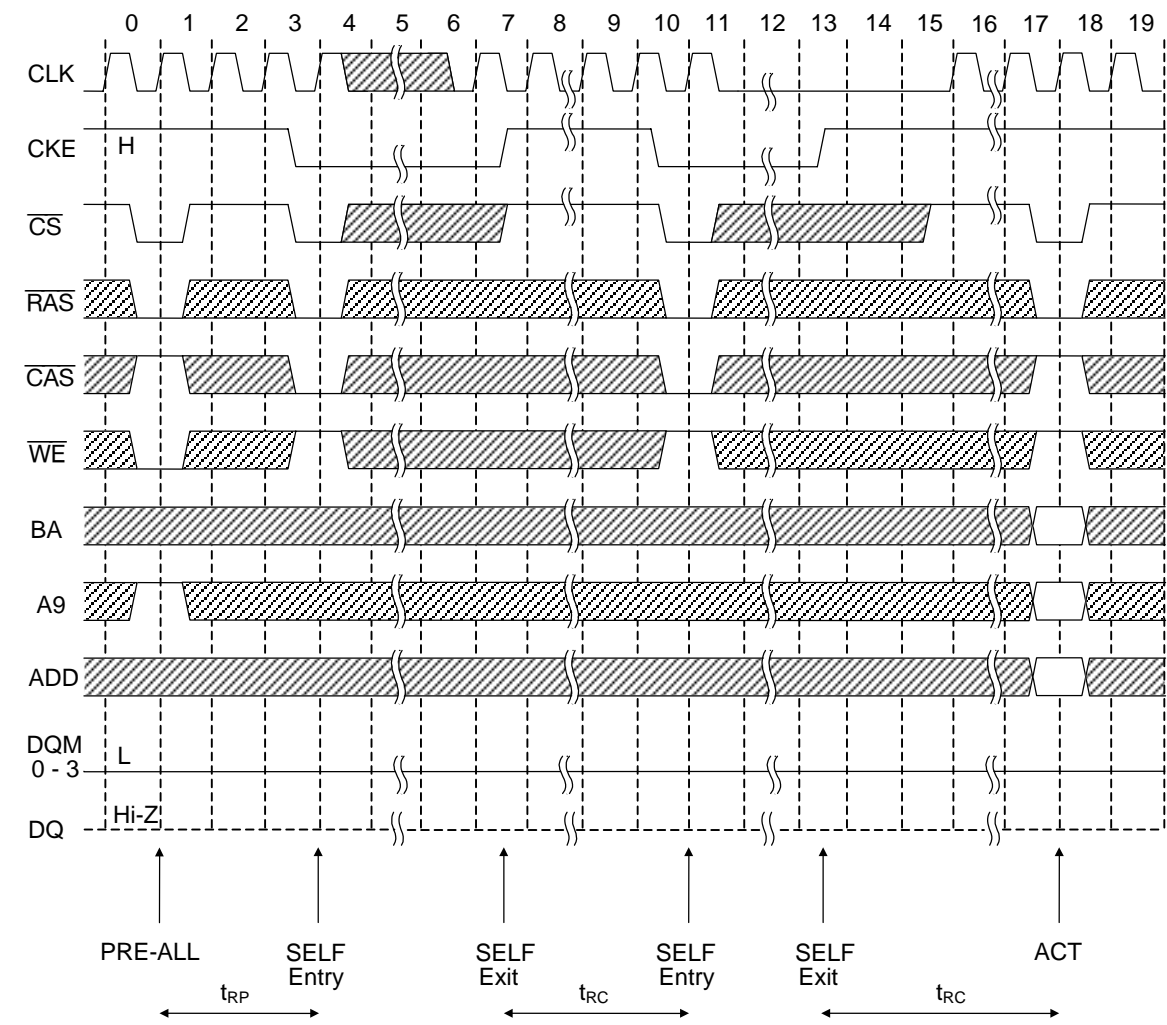 0 1 2 3 4 5 6 7 8 9 10 11 12 13 14 15 16 17 18 19
CLK
CKE H
CS
RAS
CAS
WE
BA
A9
ADD
DQM
0 - 3 L
DQ Hi-Z
PRE-ALL SELF SELF SELF SELF ACT
Entry Exit Entry Exit
tRP tRC tRC